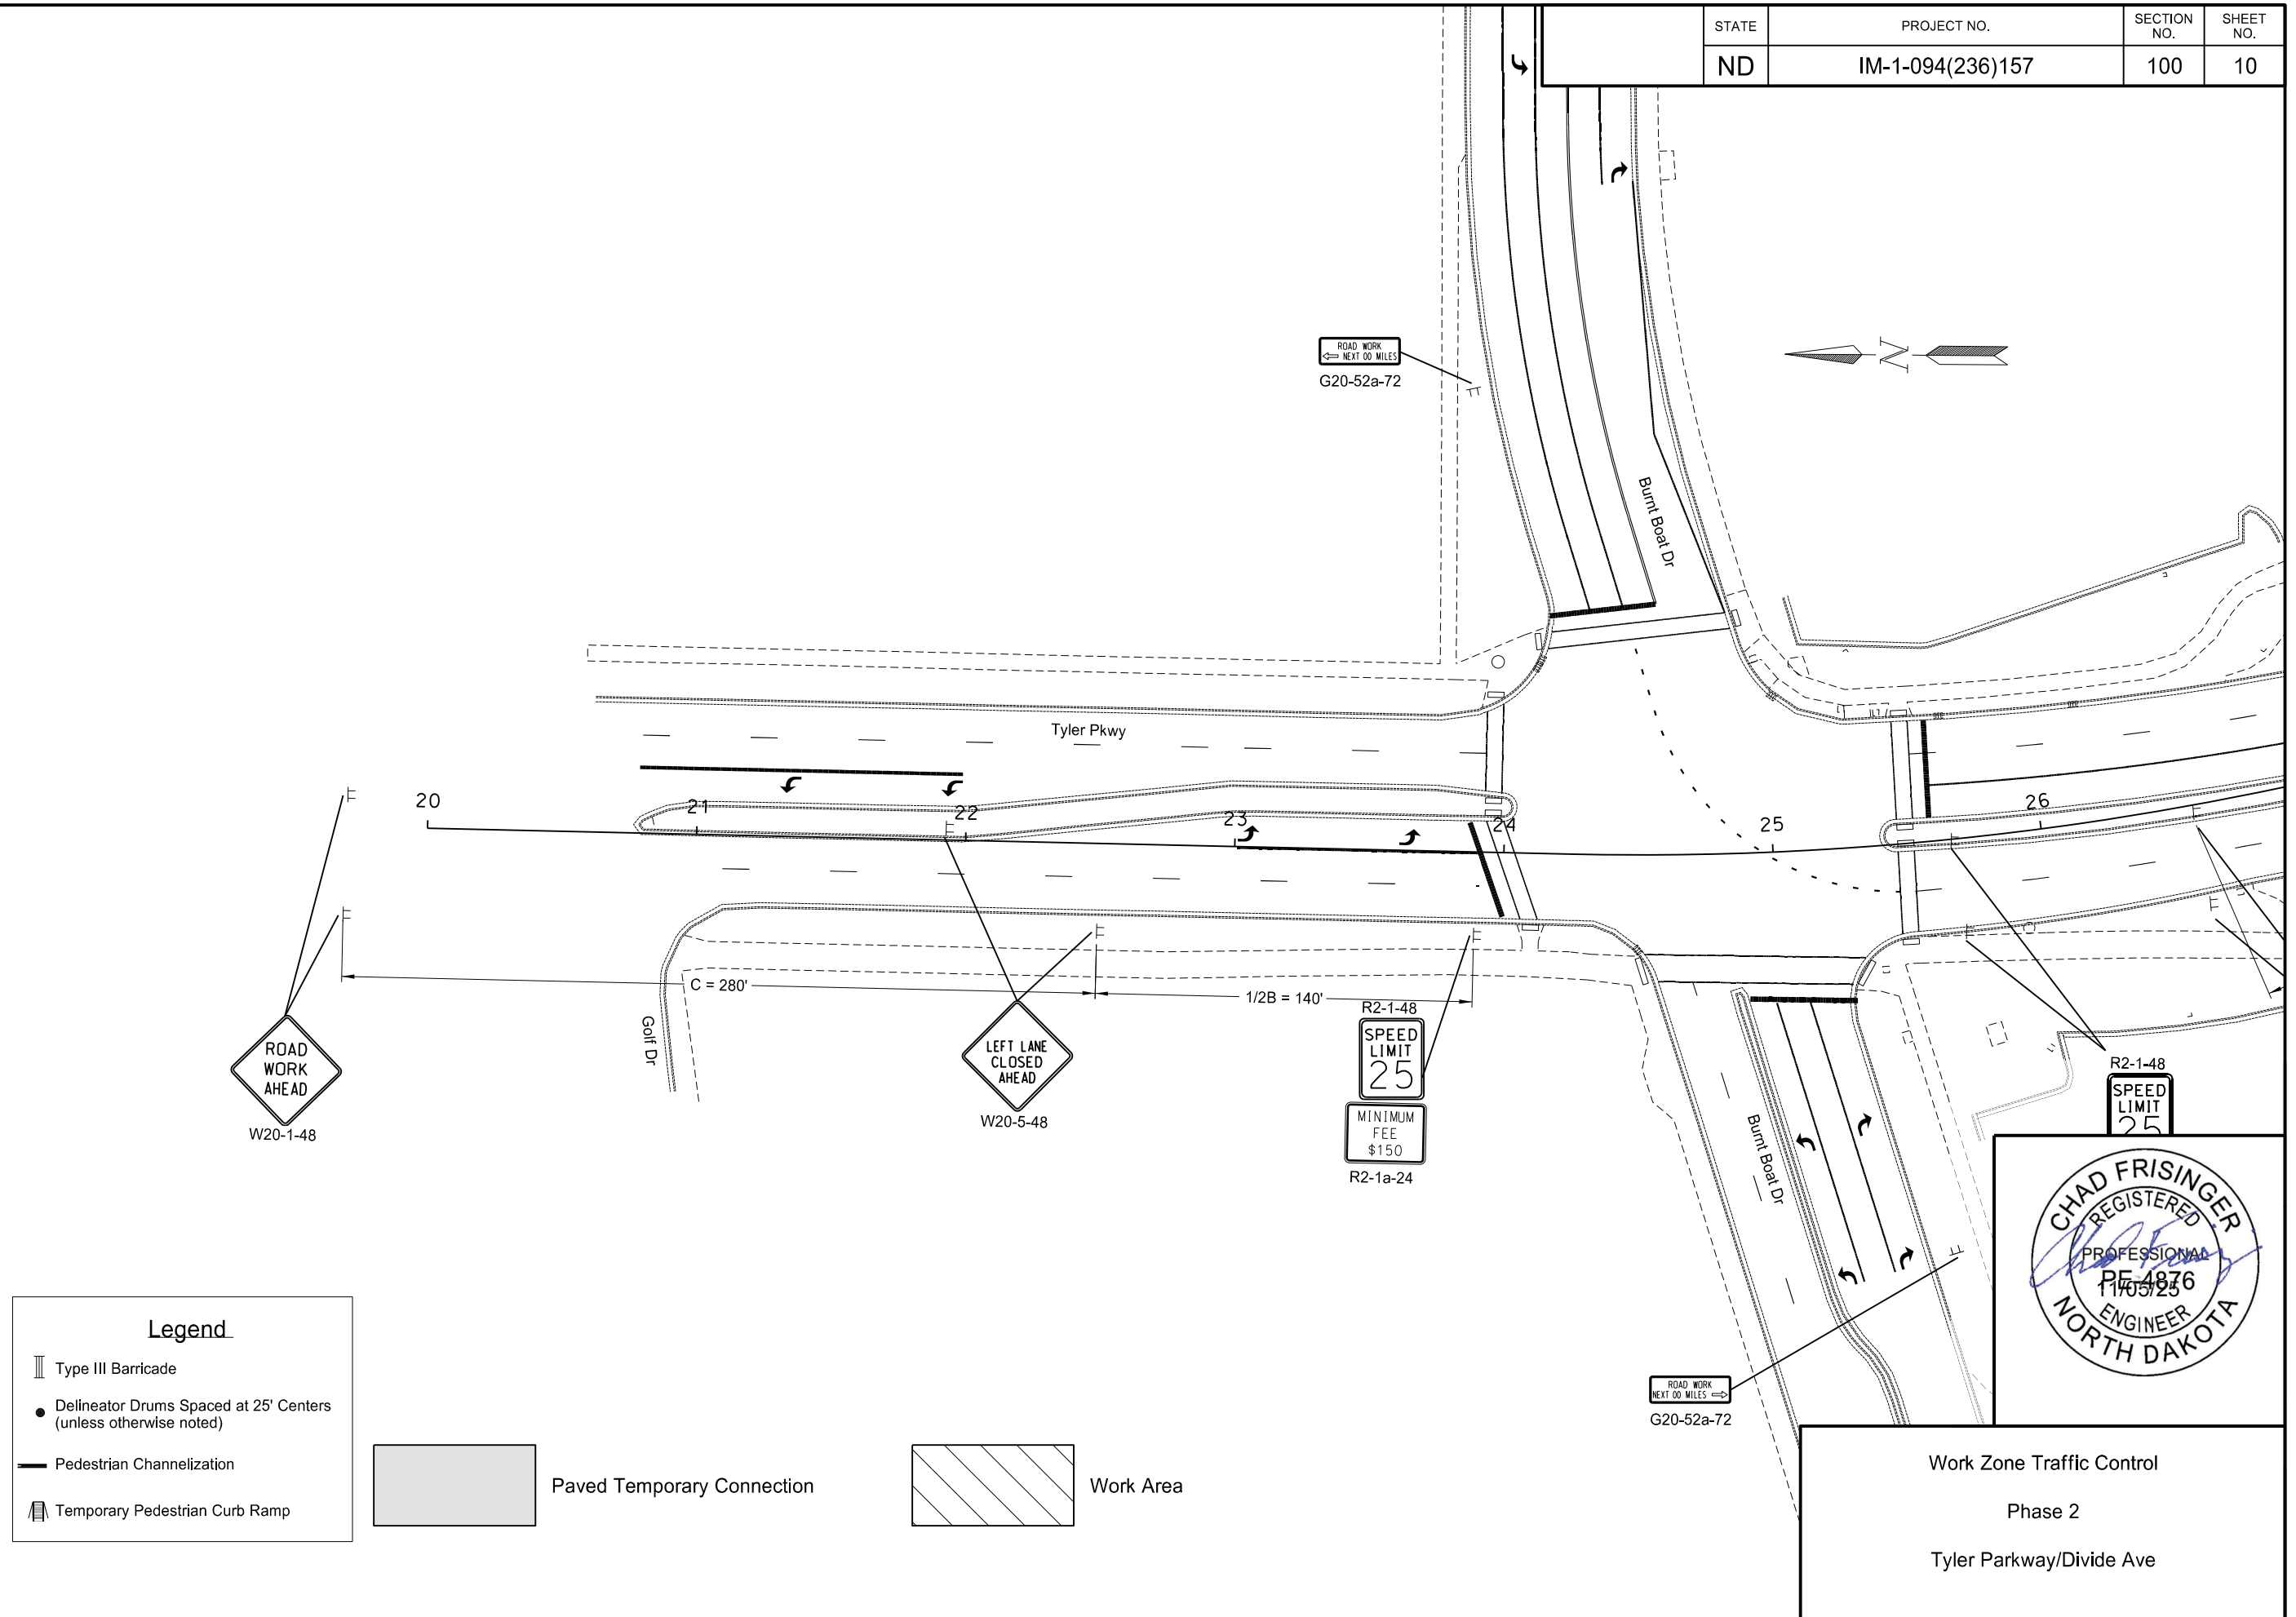 STATE
PROJECT NO.
SECTION
NO.
SHEET
NO.
ND
IM-1-094(236)157
100
10
ROAD WORK
NEXT 00 MILES
G20-52a-72
N
Burnt Boat Dr
Tyler Pkwy
20
21
22
23
24
25
26
C = 280'
1/2B = 140'
Golf Dr
ROAD
WORK
AHEAD
W20-1-48
LEFT LANE
CLOSED
AHEAD
W20-5-48
R2-1-48
SPEED
LIMIT
25
MINIMUM
FEE
$150
R2-1a-24
R2-1-48
SPEED
LIMIT
25
Burnt Boat Dr
ROAD WORK
NEXT 00 MILES
G20-52a-72
CHAD FRISINGER
REGISTERED
PROFESSIONAL
PE-4876
11/05/25
ENGINEER
NORTH DAKOTA
Legend
Type III Barricade
Delineator Drums Spaced at 25' Centers
(unless otherwise noted)
Pedestrian Channelization
Temporary Pedestrian Curb Ramp
Paved Temporary Connection
Work Area
Work Zone Traffic Control
Phase 2
Tyler Parkway/Divide Ave